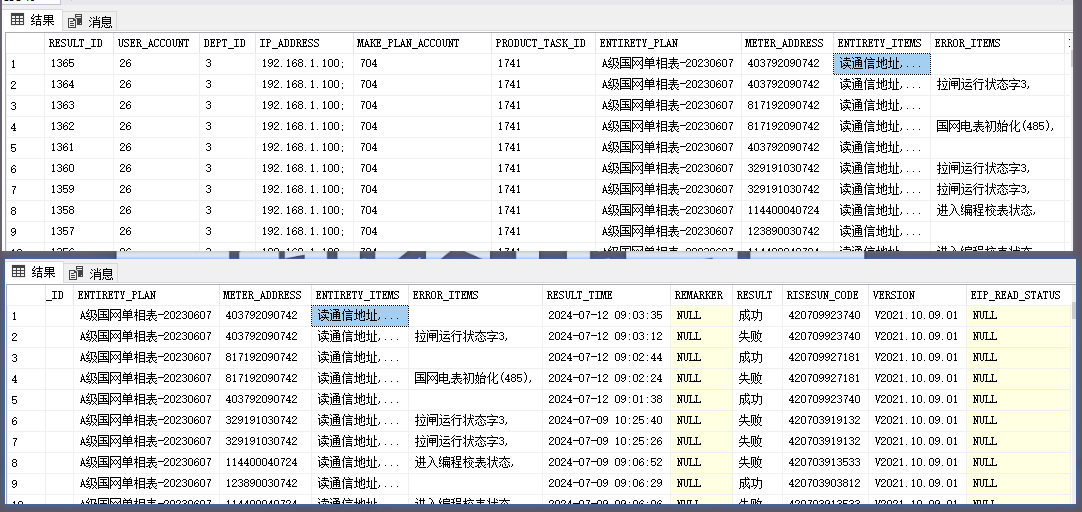 结果 消息
RESULT_ID USER_ACCOUNT DEPT_ID IP_ADDRESS MAKE_PLAN_ACCOUNT PRODUCT_TASK_ID ENTIRETY_PLAN METER_ADDRESS ENTIRETY_ITEMS ERROR_ITEMS
1 1365 26 3 192.168.1.100; 704 1741 A级国网单相表-20230607 403792090742 读通信地址,...
2 1364 26 3 192.168.1.100; 704 1741 A级国网单相表-20230607 403792090742 读通信地址,... 拉闸运行状态字3,
3 1363 26 3 192.168.1.100; 704 1741 A级国网单相表-20230607 817192090742 读通信地址,...
4 1362 26 3 192.168.1.100; 704 1741 A级国网单相表-20230607 817192090742 读通信地址,... 国网电表初始化(485),
5 1361 26 3 192.168.1.100; 704 1741 A级国网单相表-20230607 403792090742 读通信地址,...
6 1360 26 3 192.168.1.100; 704 1741 A级国网单相表-20230607 329191030742 读通信地址,... 拉闸运行状态字3,
7 1359 26 3 192.168.1.100; 704 1741 A级国网单相表-20230607 329191030742 读通信地址,... 拉闸运行状态字3,
8 1358 26 3 192.168.1.100; 704 1741 A级国网单相表-20230607 114400040724 读通信地址,... 进入编程校表状态,
9 1357 26 3 192.168.1.100; 704 1741 A级国网单相表-20230607 123890030742 读通信地址,...
结果 消息
_ID ENTIRETY_PLAN METER_ADDRESS ENTIRETY_ITEMS ERROR_ITEMS RESULT_TIME REMARKER RESULT RISESUN_CODE VERSION EIP_READ_STATUS
1 A级国网单相表-20230607 403792090742 读通信地址,... 2024-07-12 09:03:35 NULL 成功 420709923740 V2021.10.09.01 NULL
2 A级国网单相表-20230607 403792090742 读通信地址,... 拉闸运行状态字3, 2024-07-12 09:03:12 NULL 失败 420709923740 V2021.10.09.01 NULL
3 A级国网单相表-20230607 817192090742 读通信地址,... 2024-07-12 09:02:44 NULL 成功 420709927181 V2021.10.09.01 NULL
4 A级国网单相表-20230607 817192090742 读通信地址,... 国网电表初始化(485), 2024-07-12 09:02:24 NULL 失败 420709927181 V2021.10.09.01 NULL
5 A级国网单相表-20230607 403792090742 读通信地址,... 2024-07-12 09:01:38 NULL 成功 420709923740 V2021.10.09.01 NULL
6 A级国网单相表-20230607 329191030742 读通信地址,... 拉闸运行状态字3, 2024-07-09 10:25:40 NULL 失败 420703919132 V2021.10.09.01 NULL
7 A级国网单相表-20230607 329191030742 读通信地址,... 拉闸运行状态字3, 2024-07-09 10:25:26 NULL 失败 420703919132 V2021.10.09.01 NULL
8 A级国网单相表-20230607 114400040724 读通信地址,... 进入编程校表状态, 2024-07-09 09:06:52 NULL 失败 420703913533 V2021.10.09.01 NULL
9 A级国网单相表-20230607 123890030742 读通信地址,... 2024-07-09 09:06:29 NULL 成功 420703903812 V2021.10.09.01 NULL